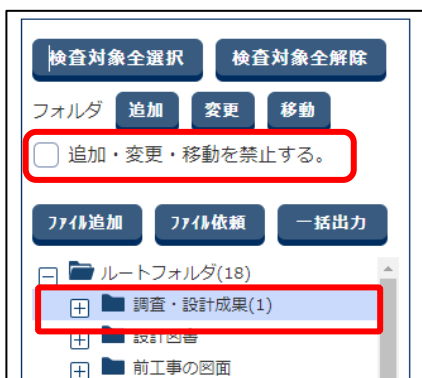 検査対象全選択 検査対象全解除
フォルダ 追加 変更 移動
追加・変更・移動を禁止する。
ファイル追加 ファイル依頼 一括出力
ルートフォルダ(18)
調査・設計成果(1)
設計図書
前工事の図面